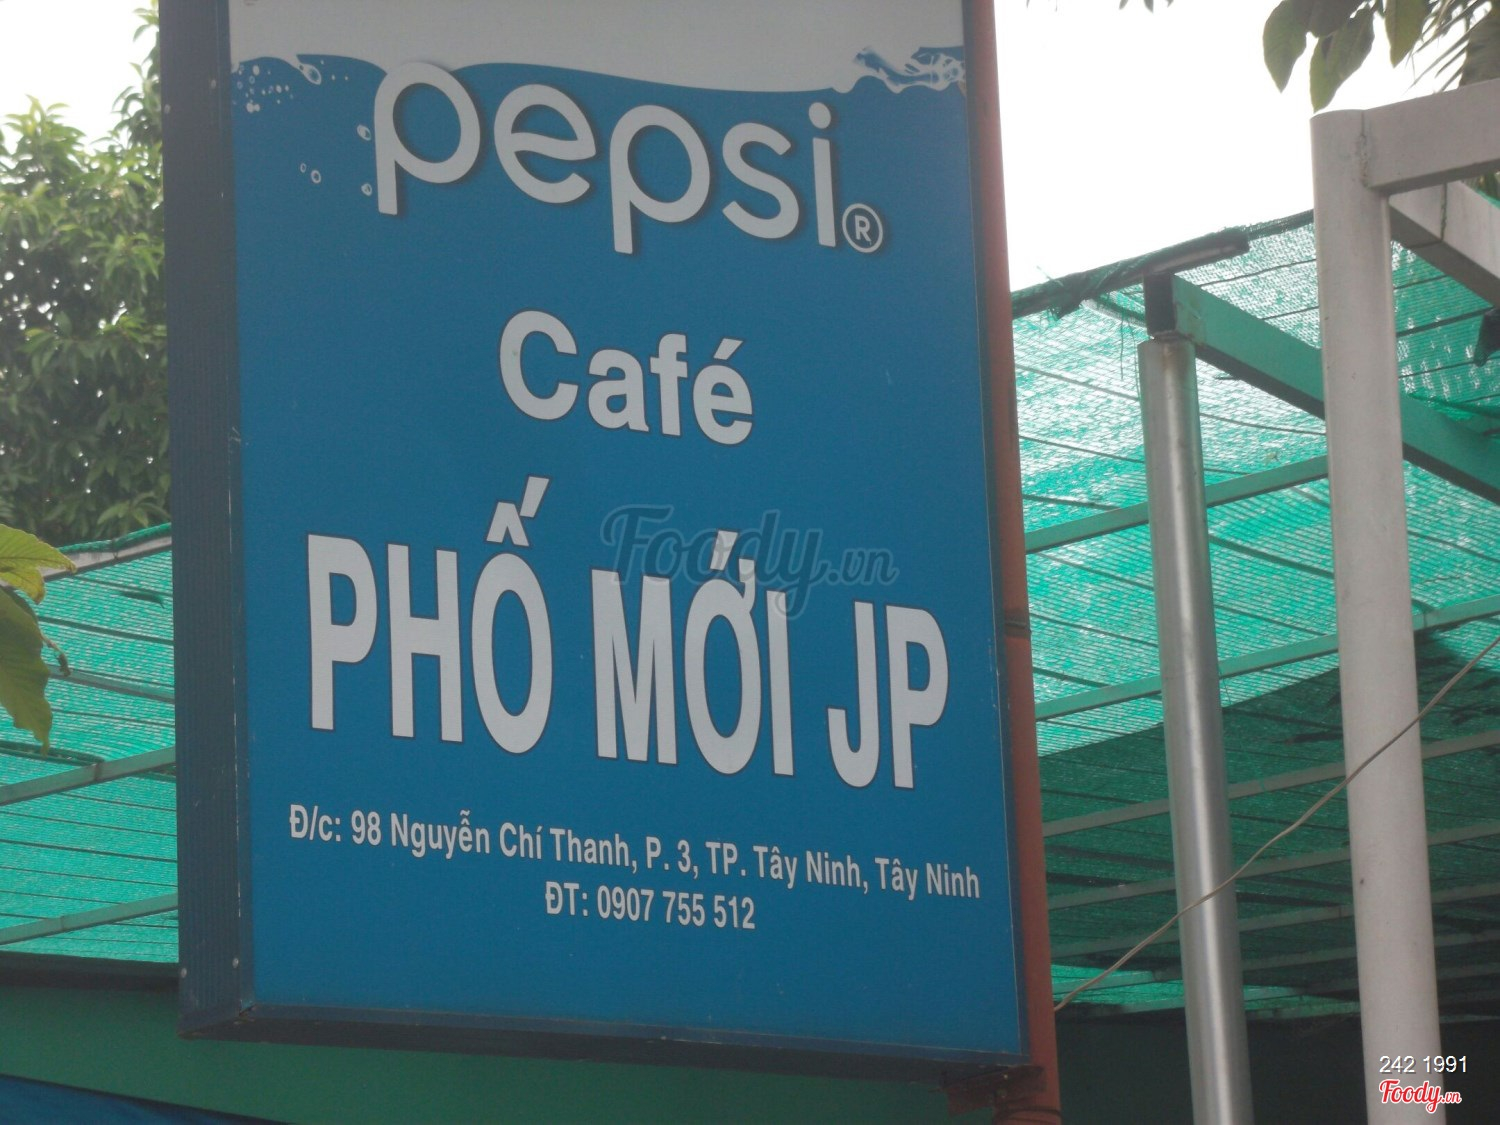 pepsi®
Café
PHỐ MỚI JP
Foody.vn
Đ/c: 98 Nguyễn Chí Thanh, P. 3, TP. Tây Ninh, Tây Ninh
ĐT: 0907 755 512
242 1991
Foody.vn